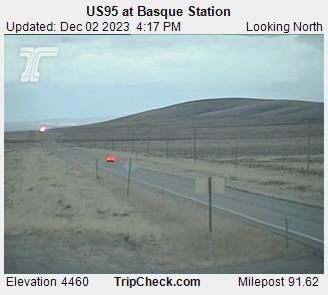 US95 at Basque Station
Updated: Dec 02 2023 4:17 PM Looking North
Elevation 4460 TripCheck.com Milepost 91.62